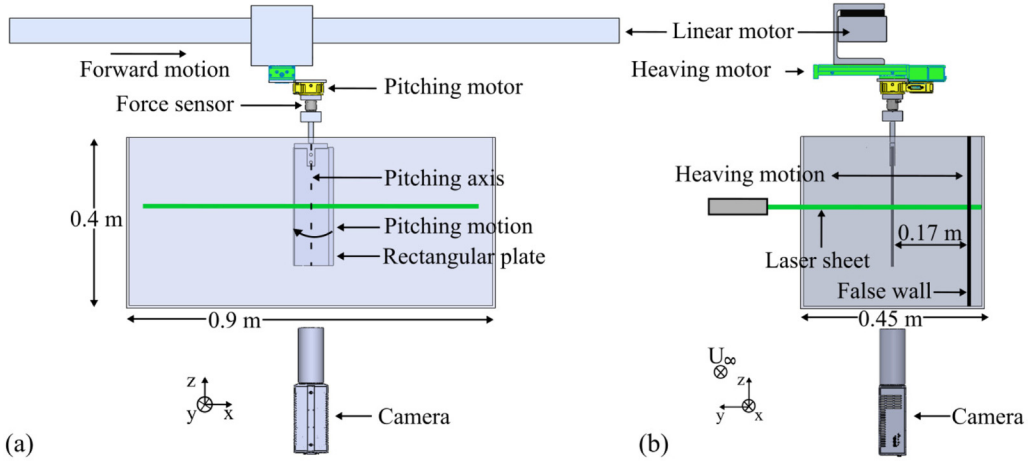 Forward motion
Force sensor
Pitching motor
Pitching axis
0.4 m
Pitching motion
Rectangular plate
0.9 m
z
y
x
Camera
(a)
Linear motor
Heaving motor
Heaving motion
0.17 m
Laser sheet
False wall
0.45 m
U∞
z
y
x
Camera
(b)